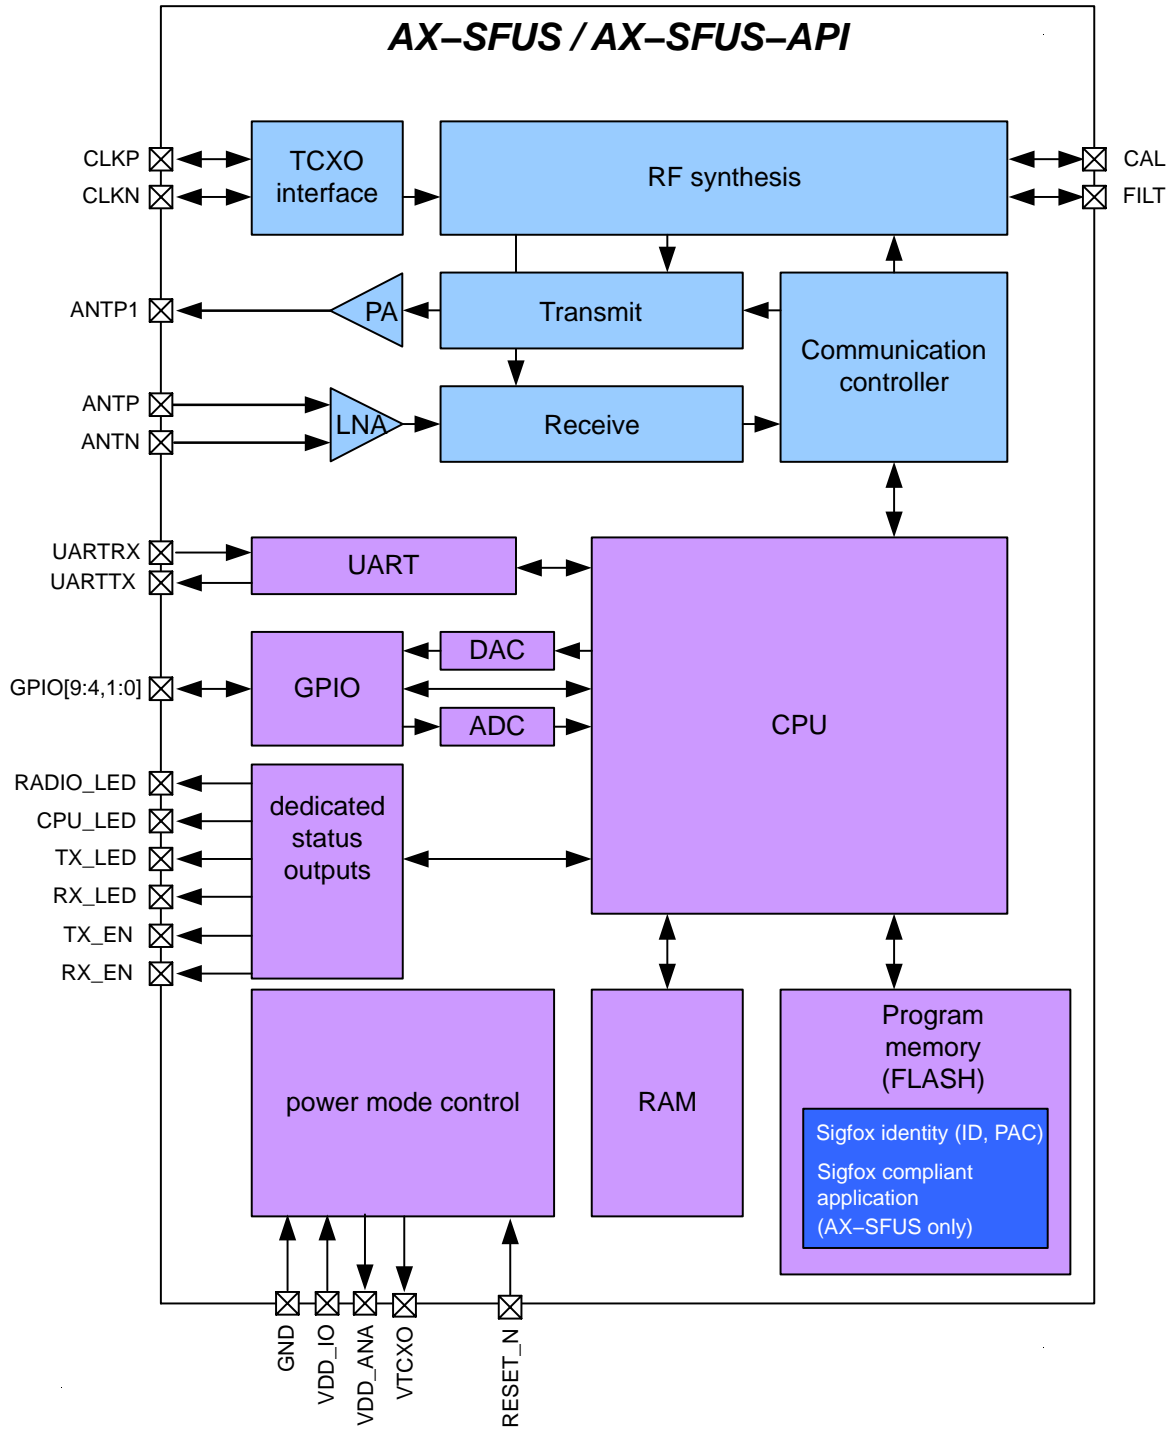 AX–SFUS / AX–SFUS–API
CLKP
CLKN
TCXO
interface
RF synthesis
CAL
FILT
ANTP1
PA
Transmit
Communication
controller
ANTP
ANTN
LNA
Receive
UARTRX
UARTTX
UART
CPU
GPIO[9:4,1:0]
GPIO
DAC
ADC
RADIO_LED
CPU_LED
TX_LED
RX_LED
TX_EN
RX_EN
dedicated
status
outputs
power mode control
RAM
Program
memory
(FLASH)
Sigfox identity (ID, PAC)
Sigfox compliant
application
(AX–SFUS only)
GND
VDD_IO
VDD_ANA
VTCXO
RESET_N